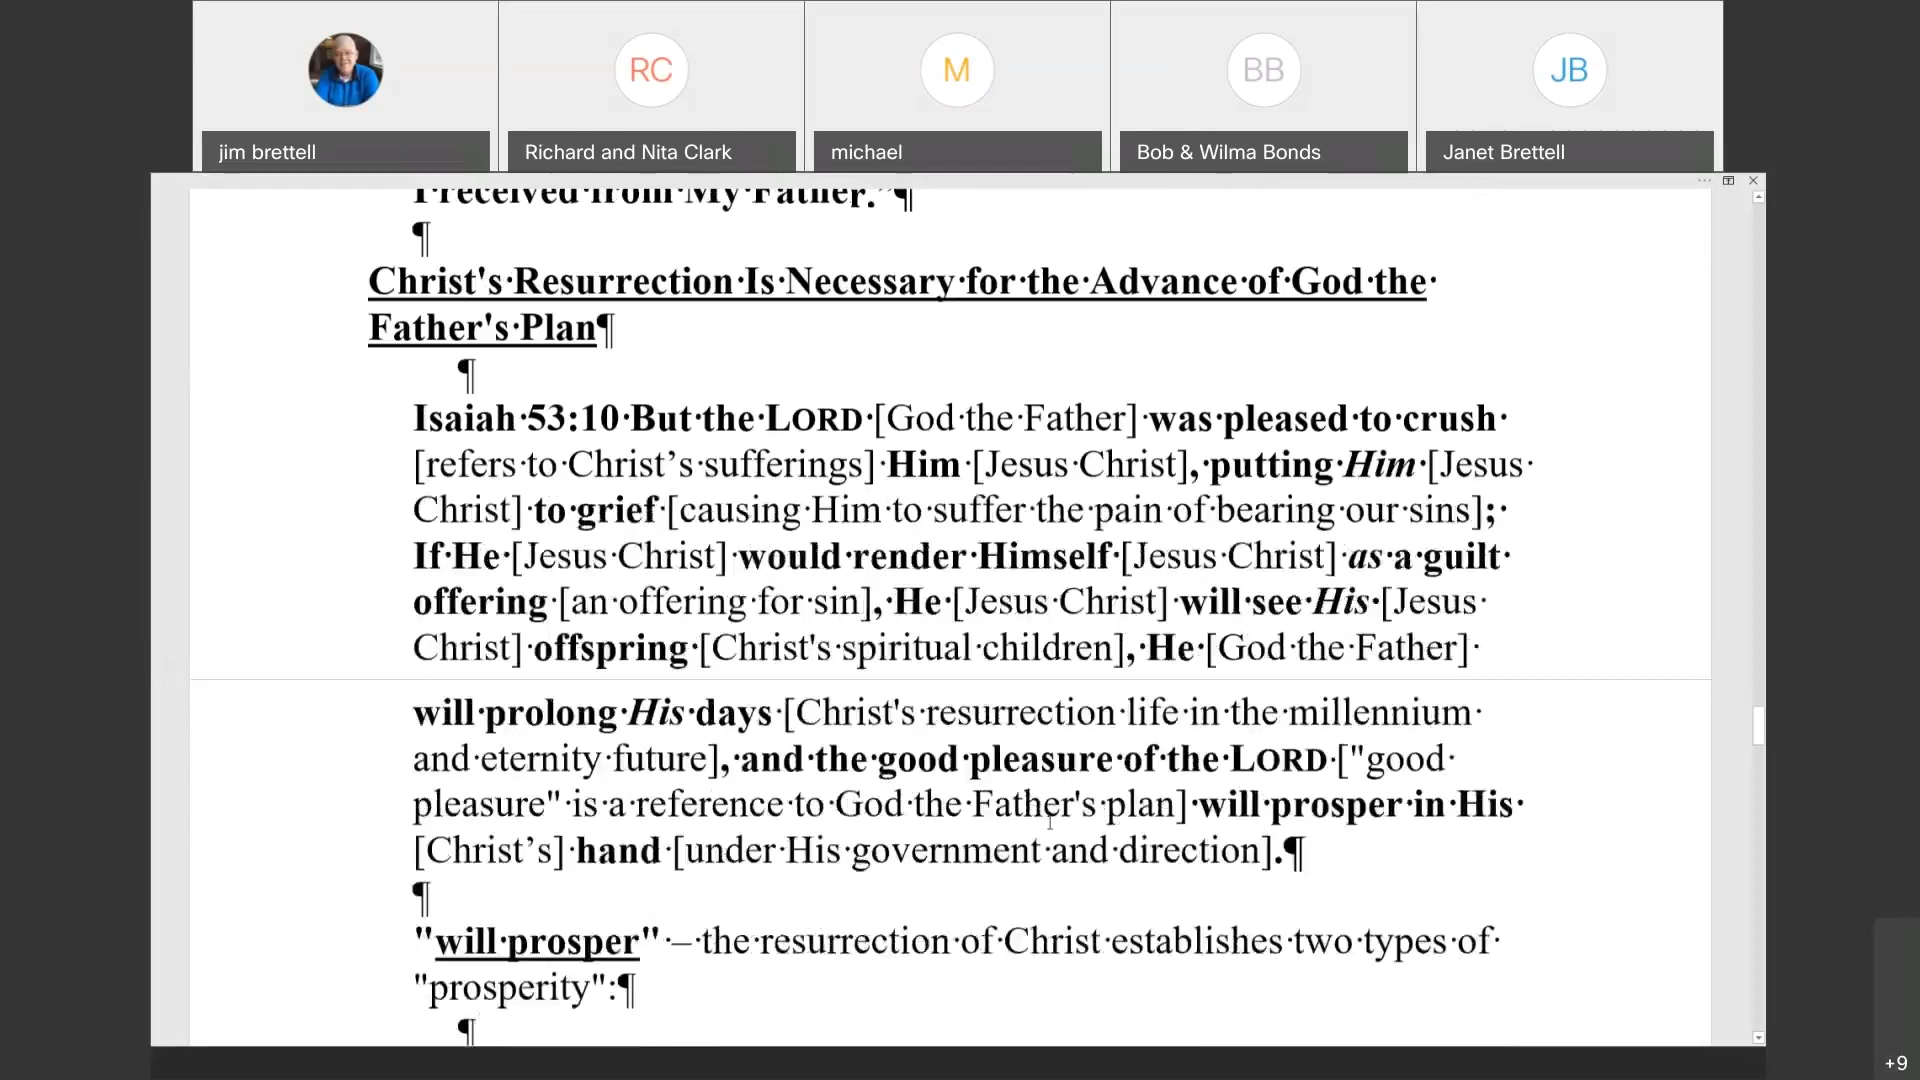 RC
M
BB
JB
jim brettell
Richard and Nita Clark
michael
Bob & Wilma Bonds
Janet Brettell
I·received·from·My·Father."¶
¶
Christ's·Resurrection·Is·Necessary·for·the·Advance·of·God·the·
Father's·Plan¶
¶
Isaiah·53:10·But·the·LORD·[God·the·Father]·was·pleased·to·crush·
[refers·to·Christ’s·sufferings]·Him·[Jesus·Christ],·putting·Him·[Jesus·
Christ]·to·grief·[causing·Him·to·suffer·the·pain·of·bearing·our·sins];·
If·He·[Jesus·Christ]·would·render·Himself·[Jesus·Christ]·as·a·guilt·
offering·[an·offering·for·sin],·He·[Jesus·Christ]·will·see·His·[Jesus·
Christ]·offspring·[Christ's·spiritual·children],·He·[God·the·Father]·
will·prolong·His·days·[Christ's·resurrection·life·in·the·millennium·
and·eternity·future],·and·the·good·pleasure·of·the·LORD·["good·
pleasure"·is·a·reference·to·God·the·Father's·plan]·will·prosper·in·His·
[Christ’s]·hand·[under·His·government·and·direction].¶
¶
"will·prosper"·–·the·resurrection·of·Christ·establishes·two·types·of·
"prosperity":¶
¶
+9